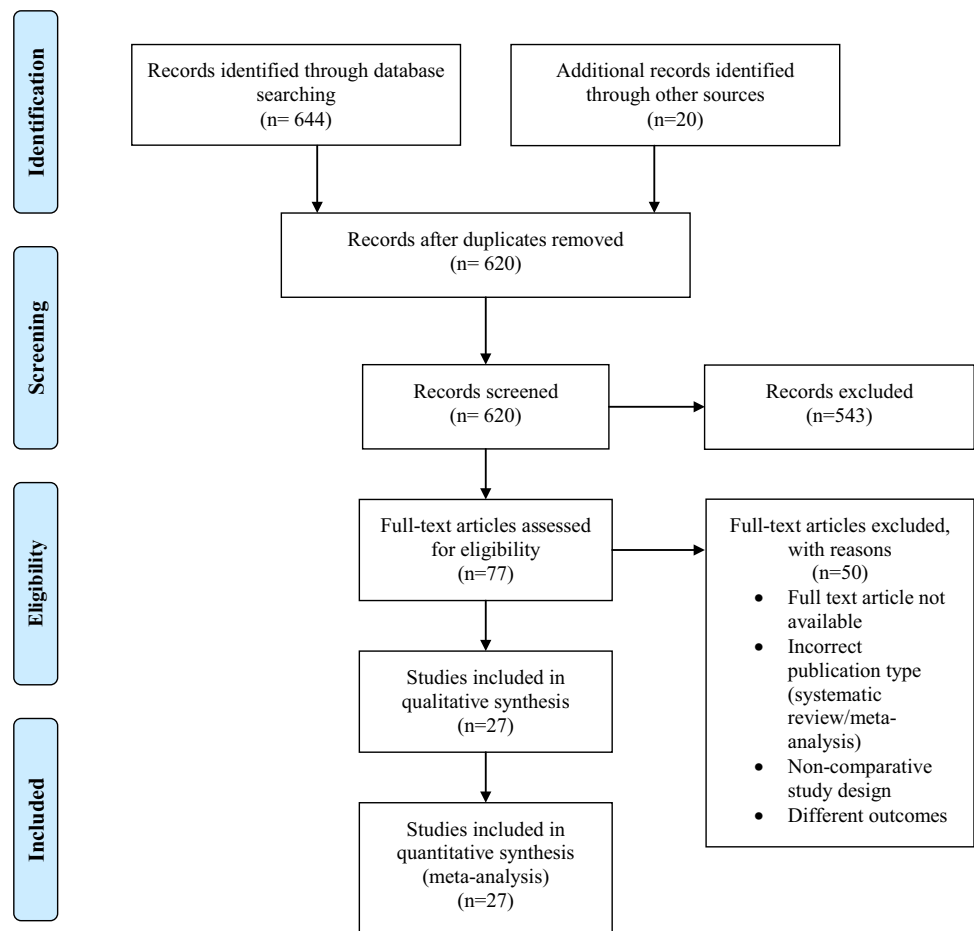 Identification
Records identified through database
searching
(n= 644)
Additional records identified
through other sources
(n=20)
Records after duplicates removed
(n= 620)
Screening
Records screened
(n= 620)
Records excluded
(n=543)
Eligibility
Full-text articles assessed
for eligibility
(n=77)
Full-text articles excluded,
with reasons
(n=50)
• Full text article not
available
• Incorrect
publication type
(systematic
review/meta-
analysis)
• Non-comparative
study design
• Different outcomes
Studies included in
qualitative synthesis
(n=27)
Included
Studies included in
quantitative synthesis
(meta-analysis)
(n=27)